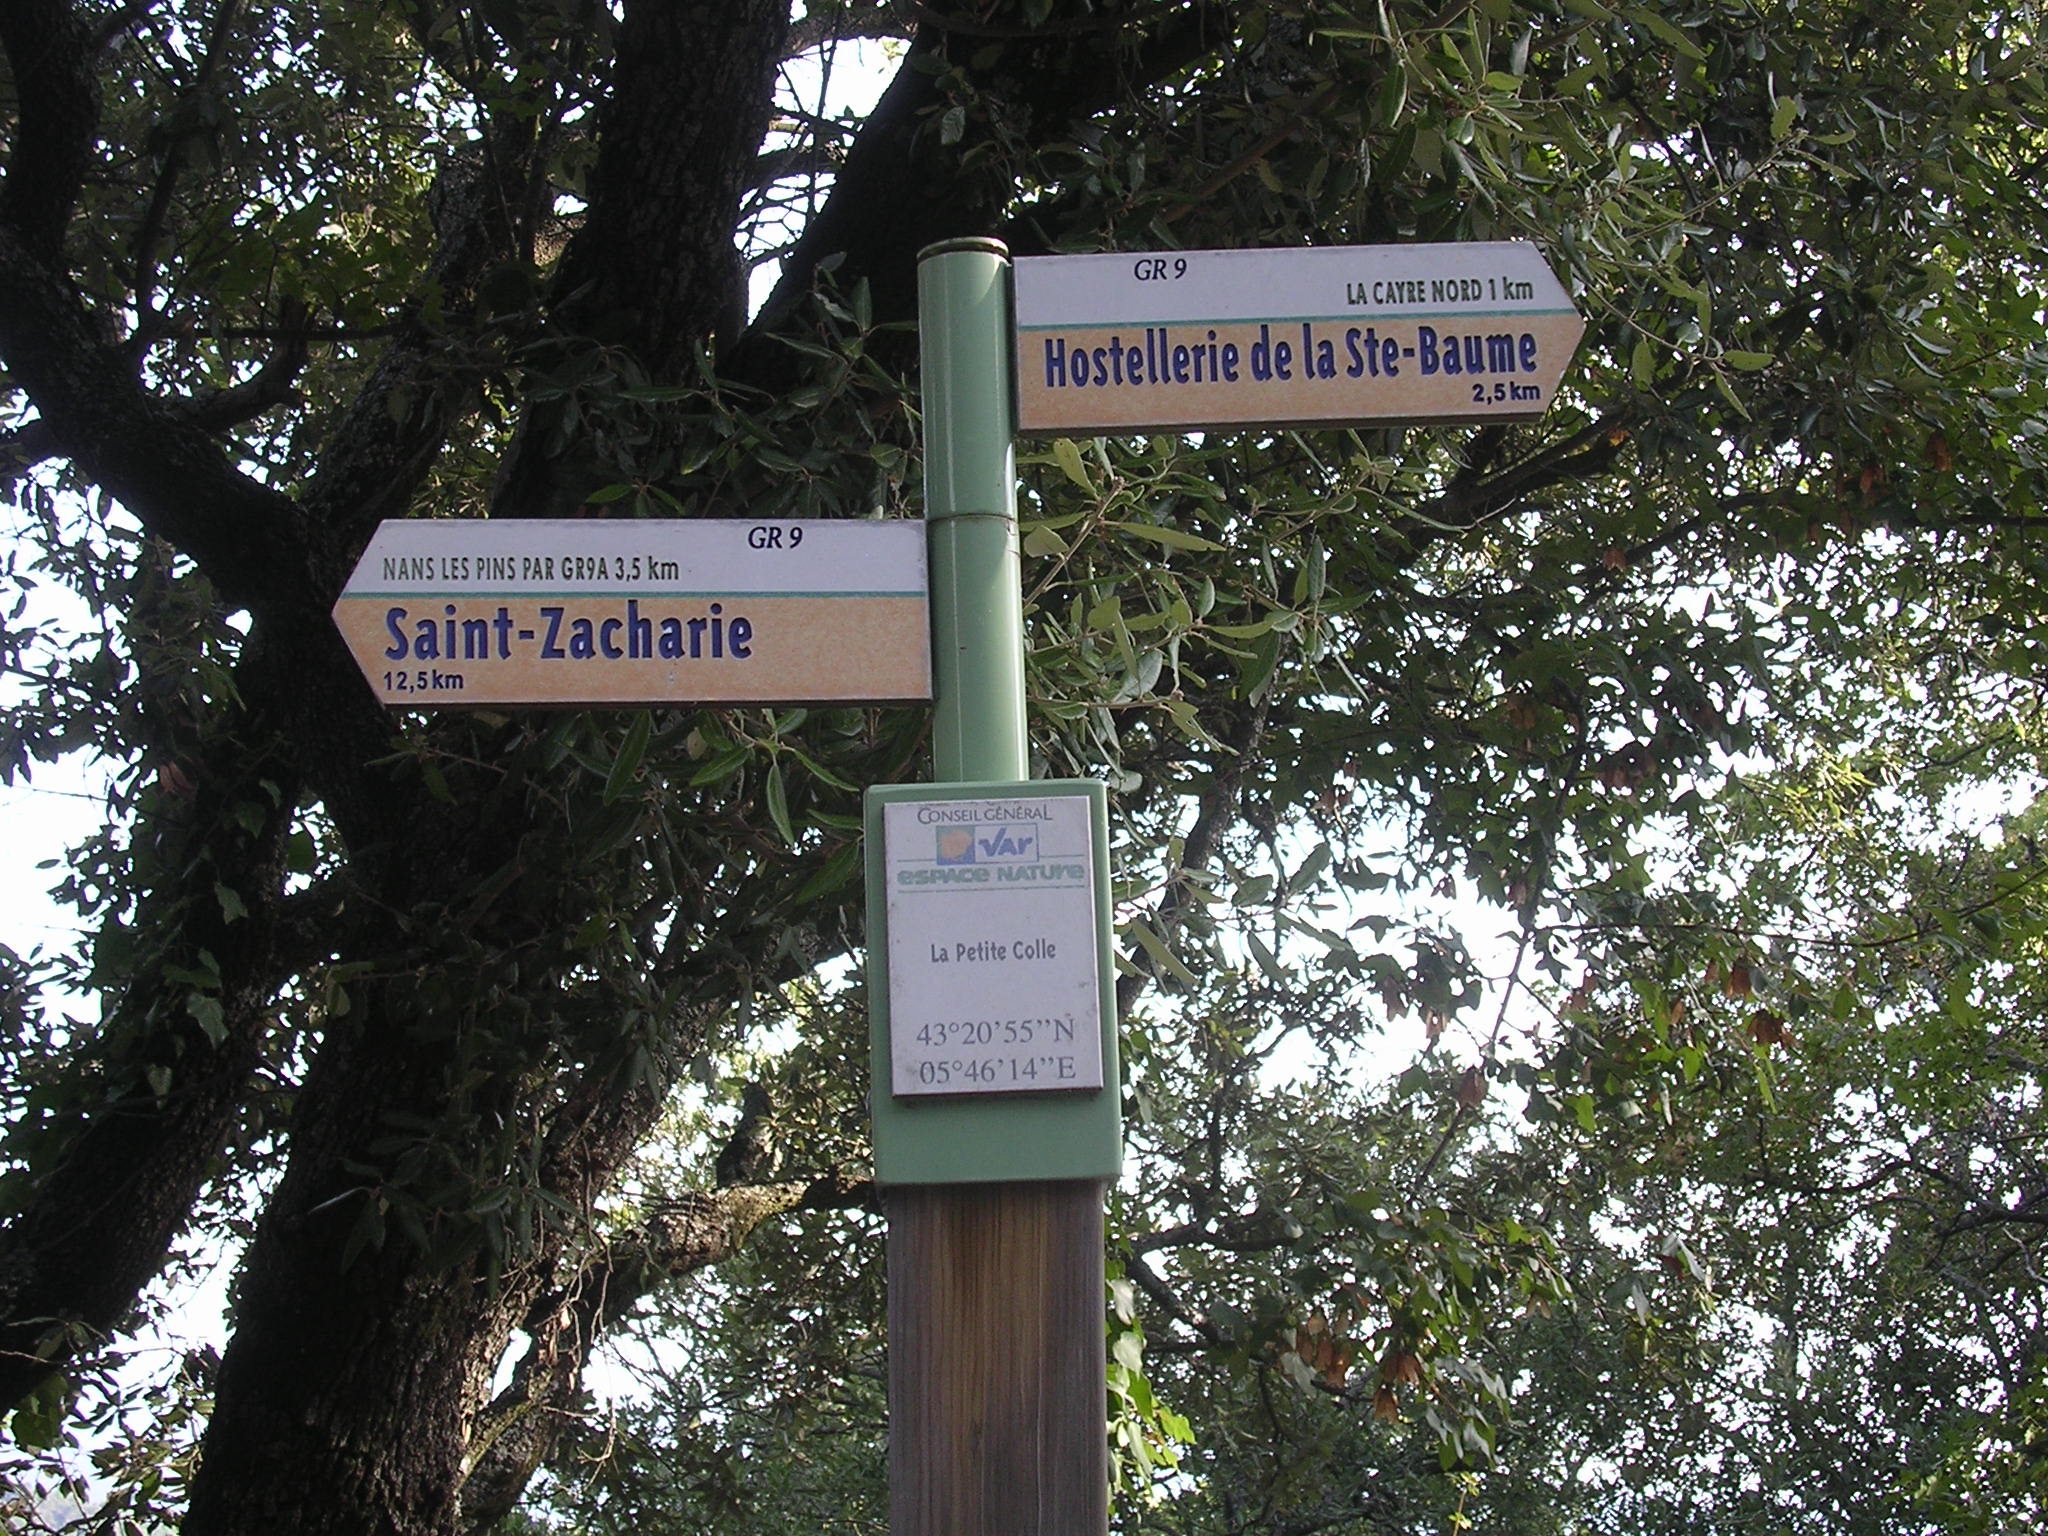 GR 9
LA CAYRE NORD 1 km
Hostellerie de la Ste-Baume
2,5 km
GR 9
NANS LES PINS PAR GR9A 3,5 km
Saint-Zacharie
12,5 km
CONSEIL GÉNÉRAL
Var
ESPACE NATURE
La Petite Colle
43°20'55’’N
05°46'14’’E